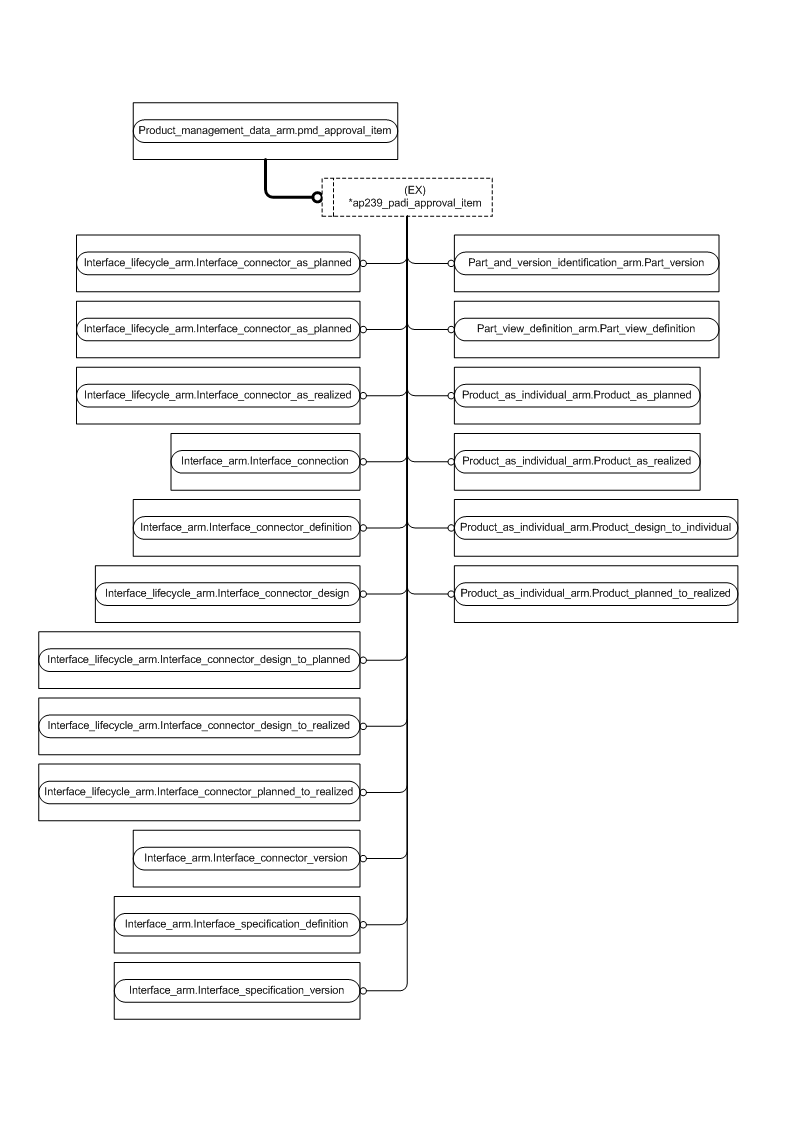 Product_management_data_arm.pmd_approval_item
(EX)
*ap239_padi_approval_item
Interface_lifecycle_arm.Interface_connector_as_planned
Part_and_version_identification_arm.Part_version
Interface_lifecycle_arm.Interface_connector_as_planned
Part_view_definition_arm.Part_view_definition
Interface_lifecycle_arm.Interface_connector_as_realized
Product_as_individual_arm.Product_as_planned
Interface_arm.Interface_connection
Product_as_individual_arm.Product_as_realized
Interface_arm.Interface_connector_definition
Product_as_individual_arm.Product_design_to_individual
Interface_lifecycle_arm.Interface_connector_design
Product_as_individual_arm.Product_planned_to_realized
Interface_lifecycle_arm.Interface_connector_design_to_planned
Interface_lifecycle_arm.Interface_connector_design_to_realized
Interface_lifecycle_arm.Interface_connector_planned_to_realized
Interface_arm.Interface_connector_version
Interface_arm.Interface_specification_definition
Interface_arm.Interface_specification_version